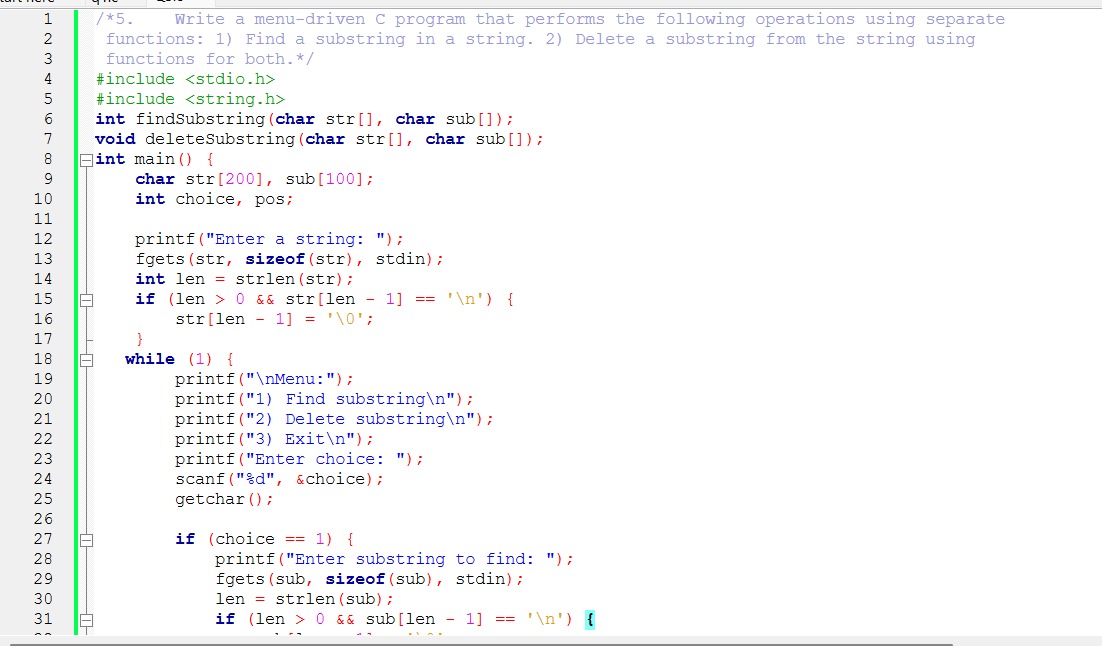 1 /*5.    Write a menu-driven C program that performs the following operations using separate
2 functions: 1) Find a substring in a string. 2) Delete a substring from the string using
3 functions for both.*/
4 #include <stdio.h>
5 #include <string.h>
6 int findSubstring(char str[], char sub[]);
7 void deleteSubstring(char str[], char sub[]);
8 int main() {
9     char str[200], sub[100];
10     int choice, pos;
11
12     printf("Enter a string: ");
13     fgets(str, sizeof(str), stdin);
14     int len = strlen(str);
15     if (len > 0 && str[len - 1] == '\n') {
16         str[len - 1] = '\0';
17     }
18    while (1) {
19         printf("\nMenu:");
20         printf("1) Find substring\n");
21         printf("2) Delete substring\n");
22         printf("3) Exit\n");
23         printf("Enter choice: ");
24         scanf("%d", &choice);
25         getchar();
26
27         if (choice == 1) {
28             printf("Enter substring to find: ");
29             fgets(sub, sizeof(sub), stdin);
30             len = strlen(sub);
31             if (len > 0 && sub[len - 1] == '\n') {